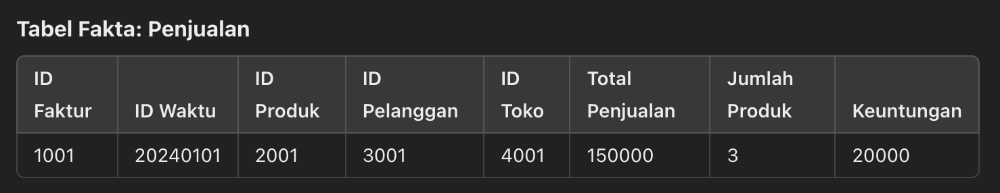 Tabel Fakta: Penjualan
ID Faktur | ID Waktu | ID Produk | ID Pelanggan | ID Toko | Total Penjualan | Jumlah Produk | Keuntungan
1001 | 20240101 | 2001 | 3001 | 4001 | 150000 | 3 | 20000